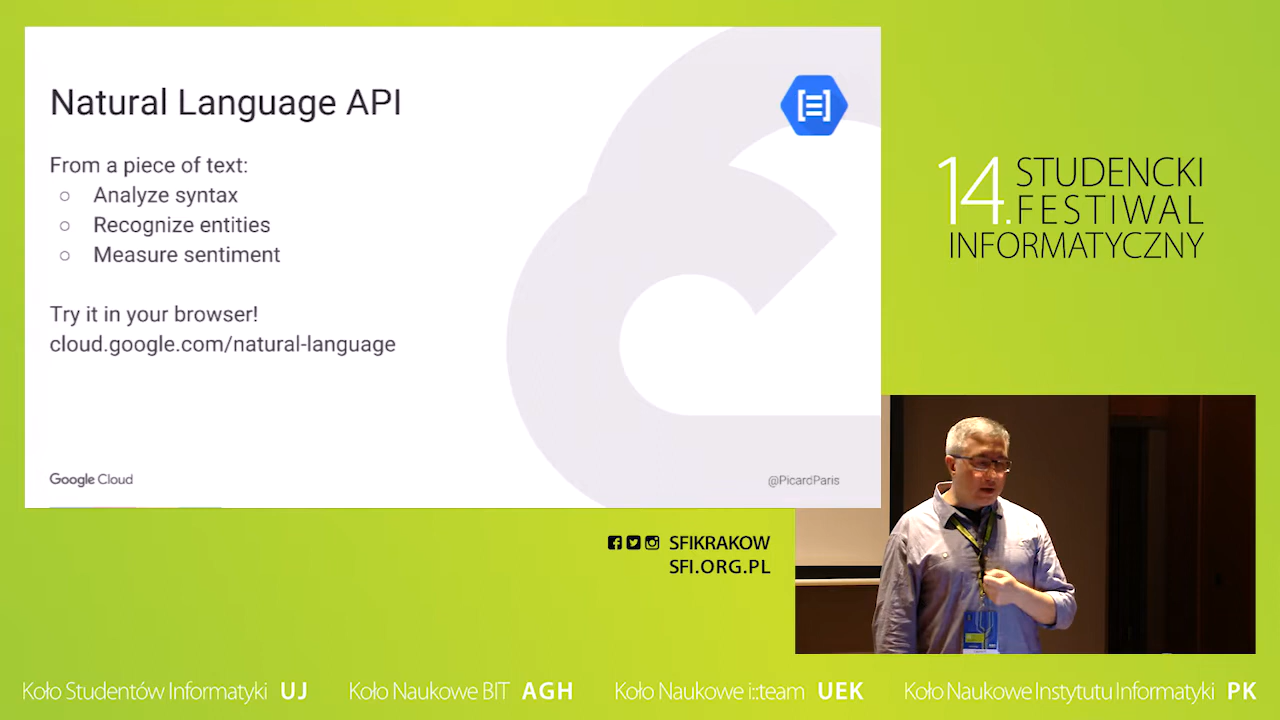 Natural Language API
From a piece of text:
Analyze syntax
Recognize entities
Measure sentiment
Try it in your browser!
cloud.google.com/natural-language
Google Cloud
@PicardParis
14. STUDENCKI
FESTIWAL
INFORMATYCZNY
SFIKRAKOW
SFI.ORG.PL
Koło Studentów Informatyki UJ
Koło Naukowe BIT AGH
Koło Naukowe i::team UEK
Koło Naukowe Instytutu Informatyki PK